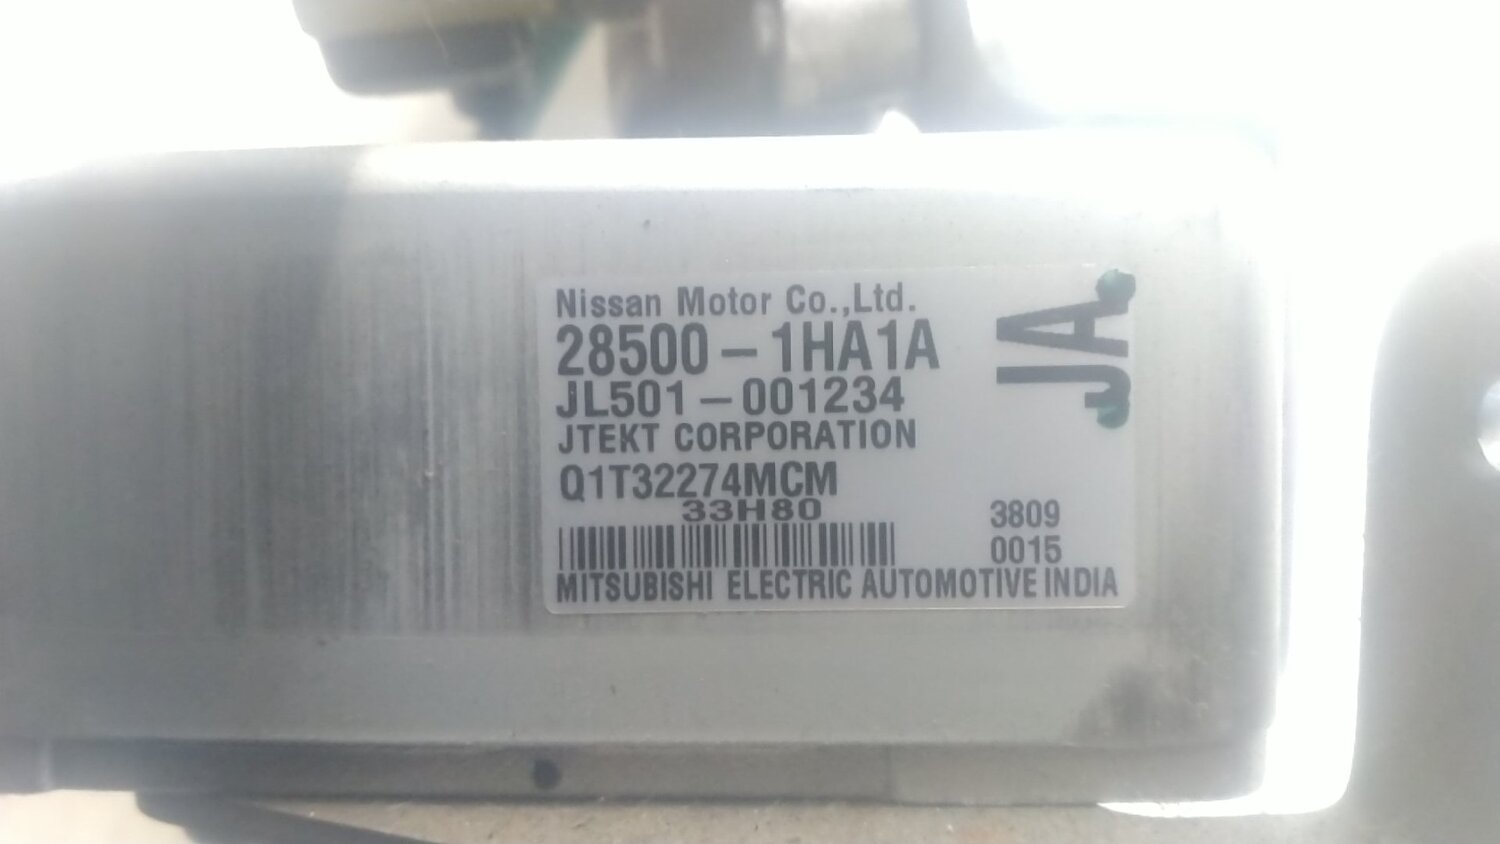 Nissan Motor Co.,Ltd.
28500-1HA1A
JL501-001234
JTEKT CORPORATION
Q1T32274MCM
33H80
3809
0015
MITSUBISHI ELECTRIC AUTOMOTIVE INDIA
JA